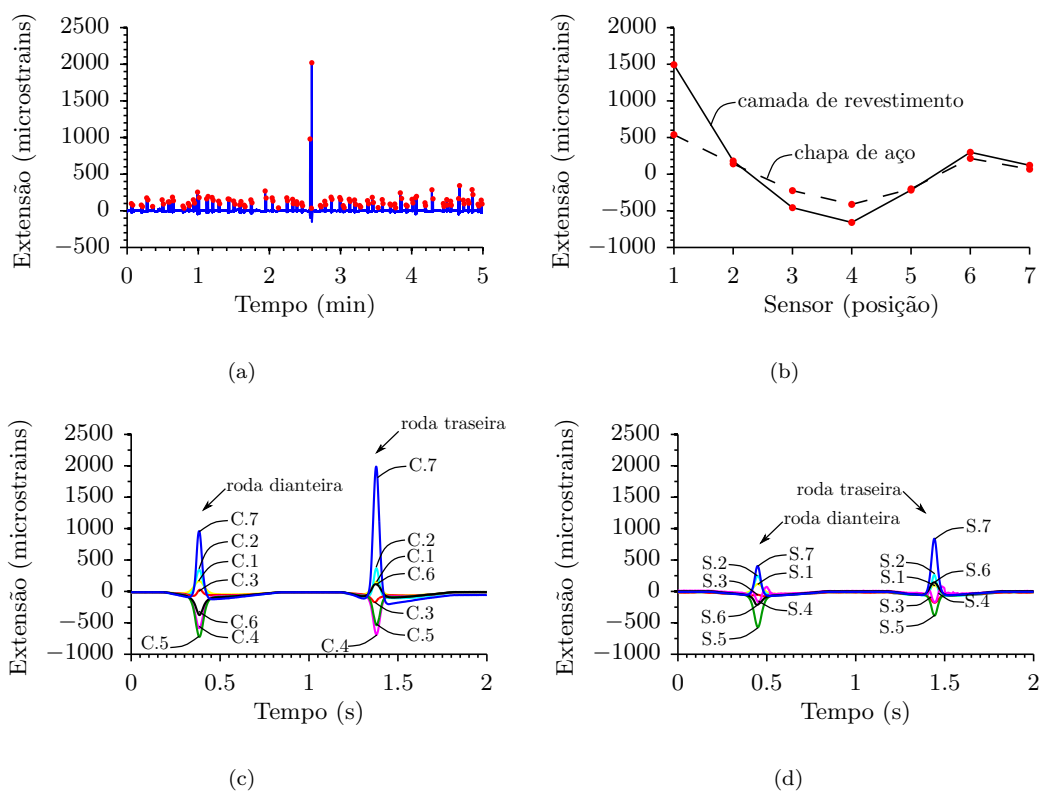 2500
2000
1500
1000
500
0
−500
Extensão (microstrains)
0 1 2 3 4 5
Tempo (min)
(a)
2000
1500
1000
500
0
−500
−1000
Extensão (microstrains)
camada de revestimento
chapa de aço
1 2 3 4 5 6 7
Sensor (posição)
(b)
2500
2000
1500
1000
500
0
−500
−1000
Extensão (microstrains)
roda traseira
C.7
roda dianteira
C.7
C.2
C.1
C.3
C.6
C.4
C.5
C.2
C.1
C.6
C.3
C.5
C.4
0 0.5 1 1.5 2
Tempo (s)
(c)
2500
2000
1500
1000
500
0
−500
−1000
Extensão (microstrains)
roda traseira
roda dianteira
S.7
S.2
S.7
S.3
S.1
S.6
S.4
S.5
S.2
S.6
S.1
S.3
S.4
S.5
0 0.5 1 1.5 2
Tempo (s)
(d)